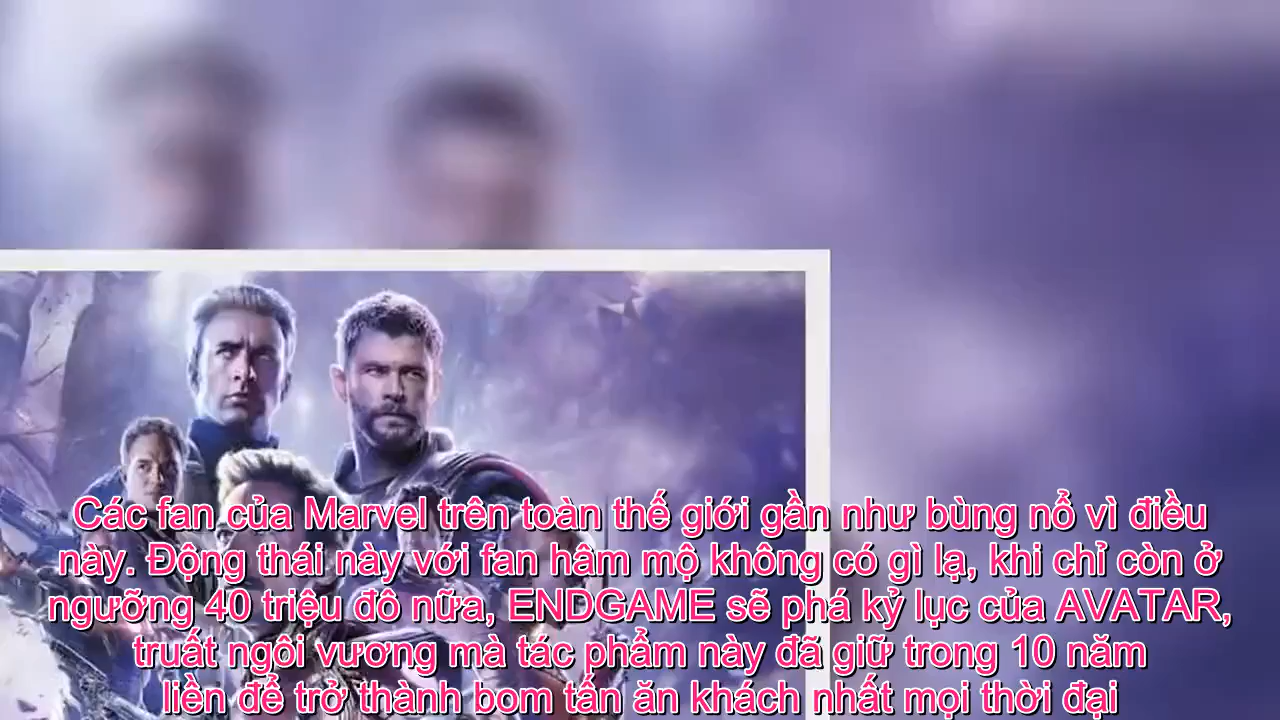 Các fan của Marvel trên toàn thế giới gần như bùng nổ vì điều
này. Động thái này với fan hâm mộ không có gì lạ, khi chỉ còn ở
ngưỡng 40 triệu đô nữa, ENDGAME sẽ phá kỷ lục của AVATAR,
truất ngôi vương mà tác phẩm này đã giữ trong 10 năm
liền để trở thành bom tấn ăn khách nhất mọi thời đại